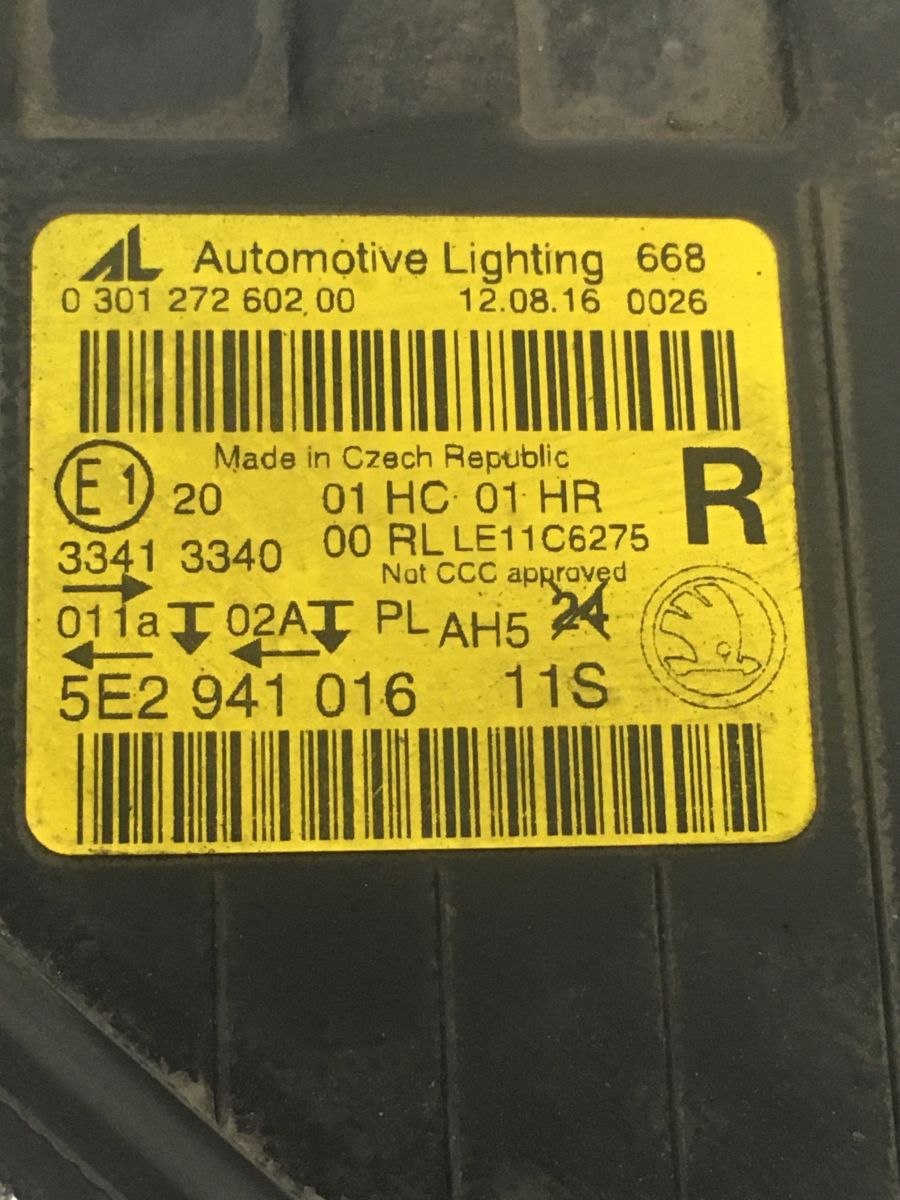 AL Automotive Lighting 668
0 301 272 602.00 12.08.16 0026
Made in Czech Republic
E1 20 01 HC 01 HR R
3341 3340 00 RL LE11C6275
Not CCC approved
011a 02A PL AH5 24
5E2 941 016 11S